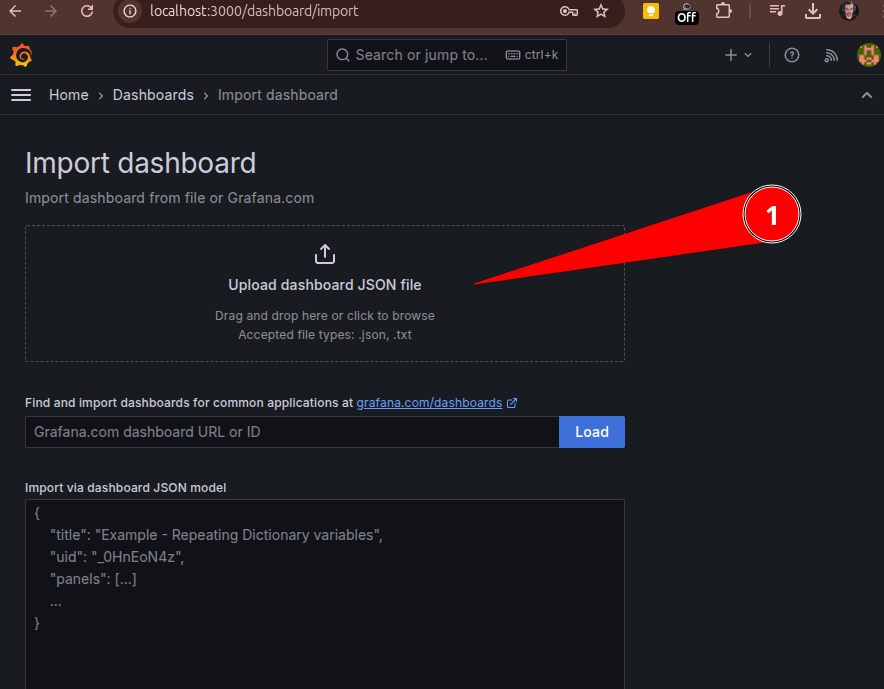 localhost:3000/dashboard/import
Off
Search or jump to... ctrl+k
Home › Dashboards › Import dashboard
Import dashboard
Import dashboard from file or Grafana.com
1
Upload dashboard JSON file
Drag and drop here or click to browse
Accepted file types: .json, .txt
Find and import dashboards for common applications at grafana.com/dashboards
Grafana.com dashboard URL or ID
Load
Import via dashboard JSON model
{
"title": "Example - Repeating Dictionary variables",
"uid": "_0HnEoN4z",
"panels": [...]
...
}